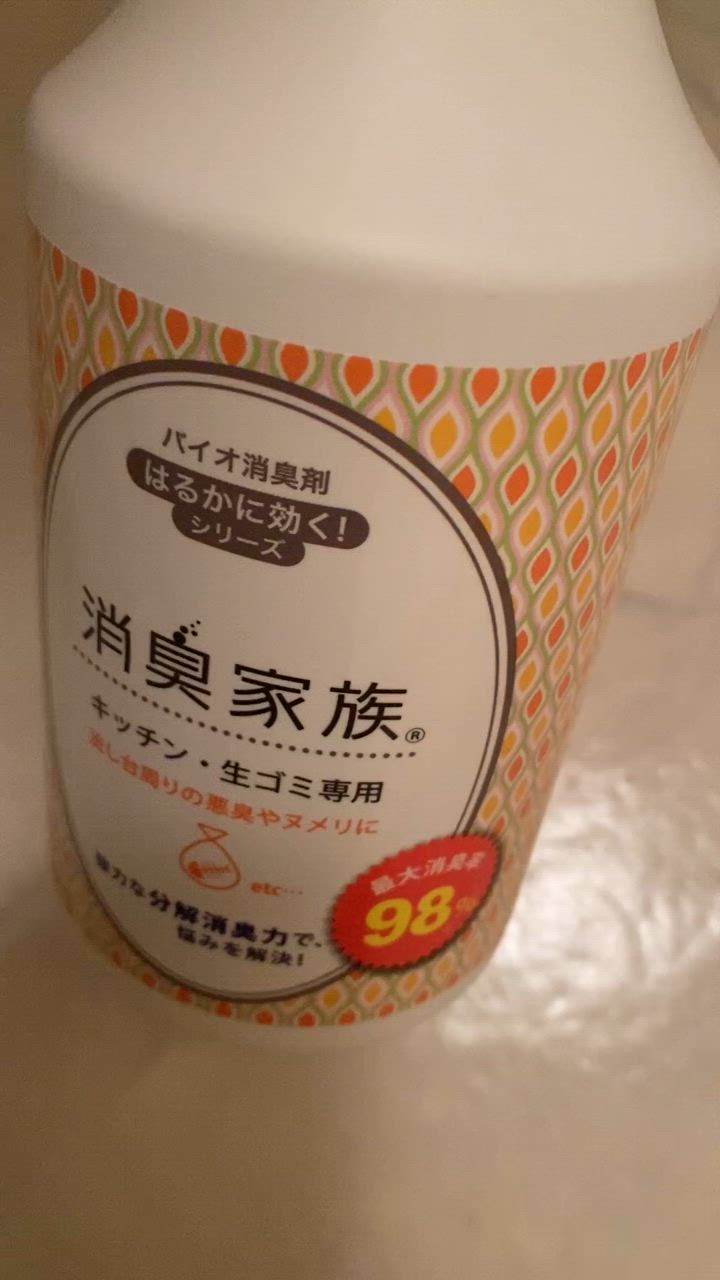 バイオ消臭剤
はるかに効く!
シリーズ
消臭家族®
キッチン・生ゴミ専用
流し台周りの悪臭やヌメリに
etc…
強力な分解消臭力で、
悩みを解決!
最大消臭率
98%